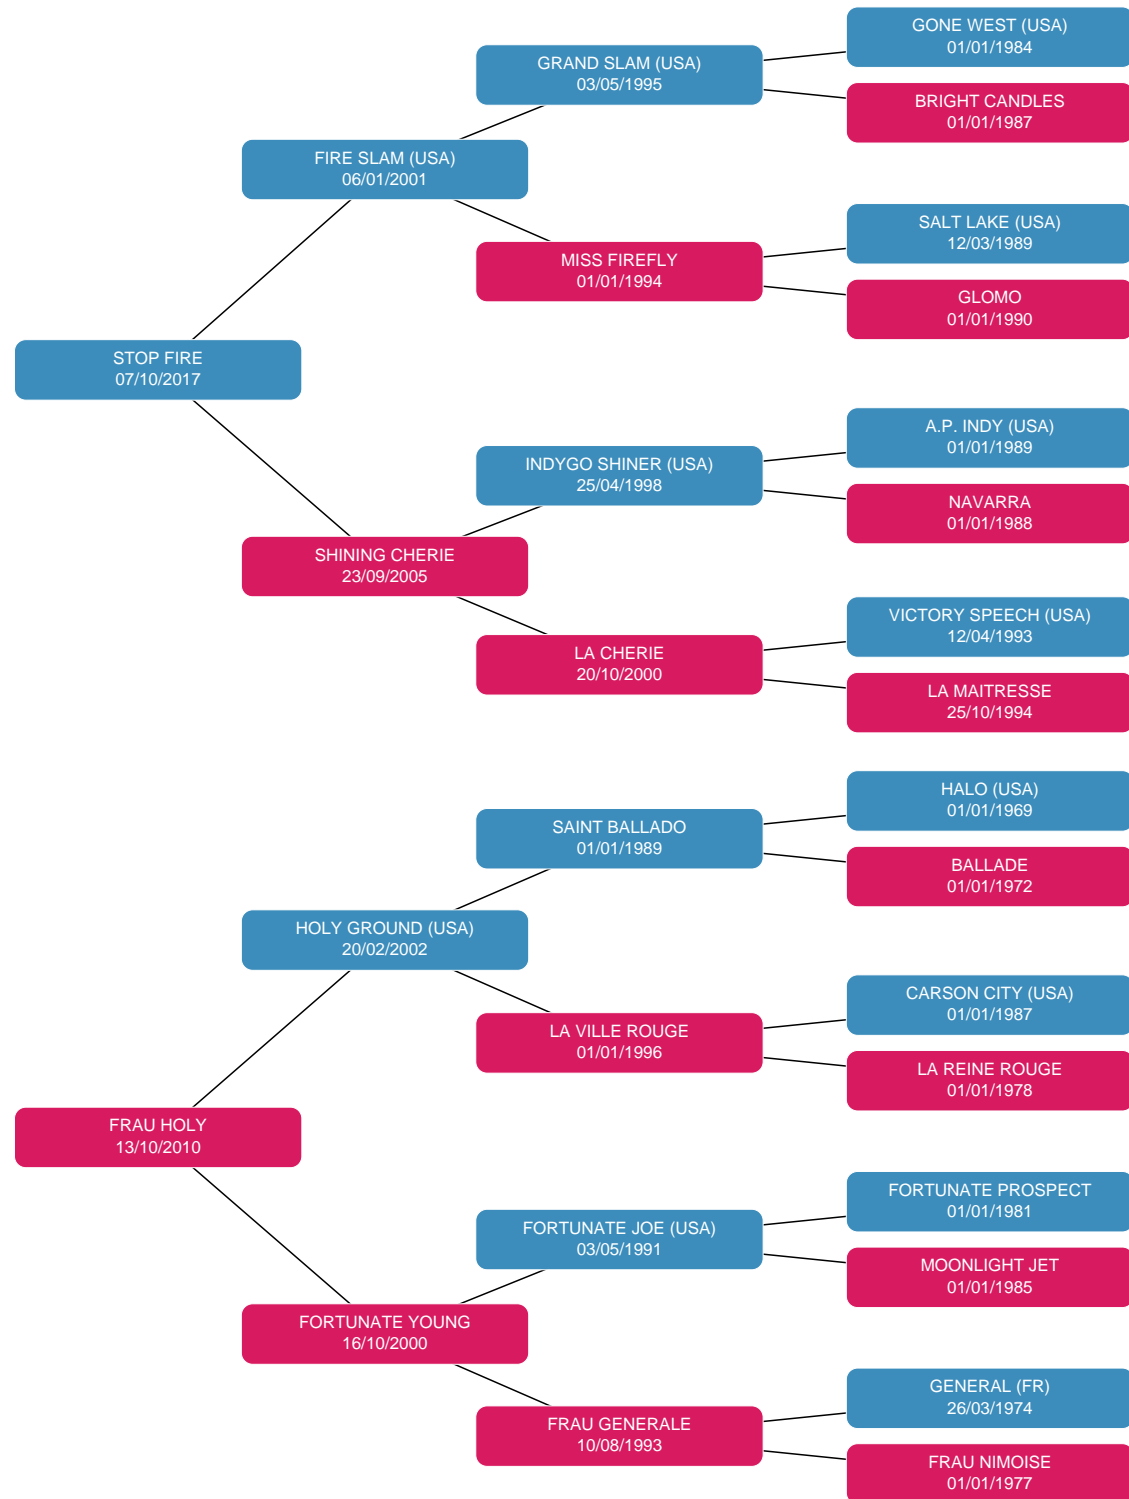 GONE WEST (USA)
01/01/1984
GRAND SLAM (USA)
03/05/1995
BRIGHT CANDLES
01/01/1987
FIRE SLAM (USA)
06/01/2001
SALT LAKE (USA)
12/03/1989
MISS FIREFLY
01/01/1994
GLOMO
01/01/1990
STOP FIRE
07/10/2017
A.P. INDY (USA)
01/01/1989
INDYGO SHINER (USA)
25/04/1998
NAVARRA
01/01/1988
SHINING CHERIE
23/09/2005
VICTORY SPEECH (USA)
12/04/1993
LA CHERIE
20/10/2000
LA MAITRESSE
25/10/1994
HALO (USA)
01/01/1969
SAINT BALLADO
01/01/1989
BALLADE
01/01/1972
HOLY GROUND (USA)
20/02/2002
CARSON CITY (USA)
01/01/1987
LA VILLE ROUGE
01/01/1996
LA REINE ROUGE
01/01/1978
FRAU HOLY
13/10/2010
FORTUNATE PROSPECT
01/01/1981
FORTUNATE JOE (USA)
03/05/1991
MOONLIGHT JET
01/01/1985
FORTUNATE YOUNG
16/10/2000
GENERAL (FR)
26/03/1974
FRAU GENERALE
10/08/1993
FRAU NIMOISE
01/01/1977